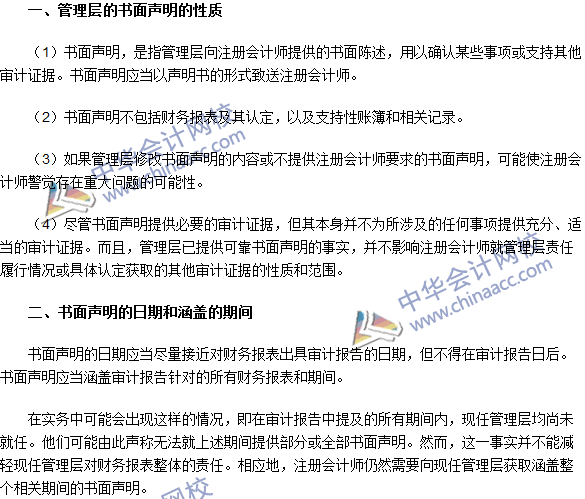 一、管理层的书面声明的性质
（1）书面声明，是指管理层向注册会计师提供的书面陈述，用以确认某些事项或支持其他
审计证据。书面声明应当以声明书的形式致送注册会计师。
（2）书面声明不包括财务报表及其认定，以及支持性账簿和相关记录。
（3）如果管理层修改书面声明的内容或不提供注册会计师要求的书面声明，可能使注册会
计师警觉存在重大问题的可能性。
（4）尽管书面声明提供必要的审计证据，但其本身并不为所涉及的任何事项提供充分、适
当的审计证据。而且，管理层已提供可靠书面声明的事实，并不影响注册会计师就管理层责任
履行情况或具体认定获取的其他审计证据的性质和范围。
二、书面声明的日期和涵盖的期间
书面声明的日期应当尽量接近对财务报表出具审计报告的日期，但不得在审计报告日后。
书面声明应当涵盖审计报告针对的所有财务报表和期间。
在实务中可能会出现这样的情况，即在审计报告中提及的所有期间内，现任管理层均尚未
就任。他们可能由此声称无法就上述期间提供部分或全部书面声明。然而，这一事实并不能减
轻现任管理层对财务报表整体的责任。相应地，注册会计师仍然需要向现任管理层获取涵盖整
个相关期间的书面声明。
中华会计网校
www.chinaacc.com
中华会计网校
www.chinaacc.com
网校